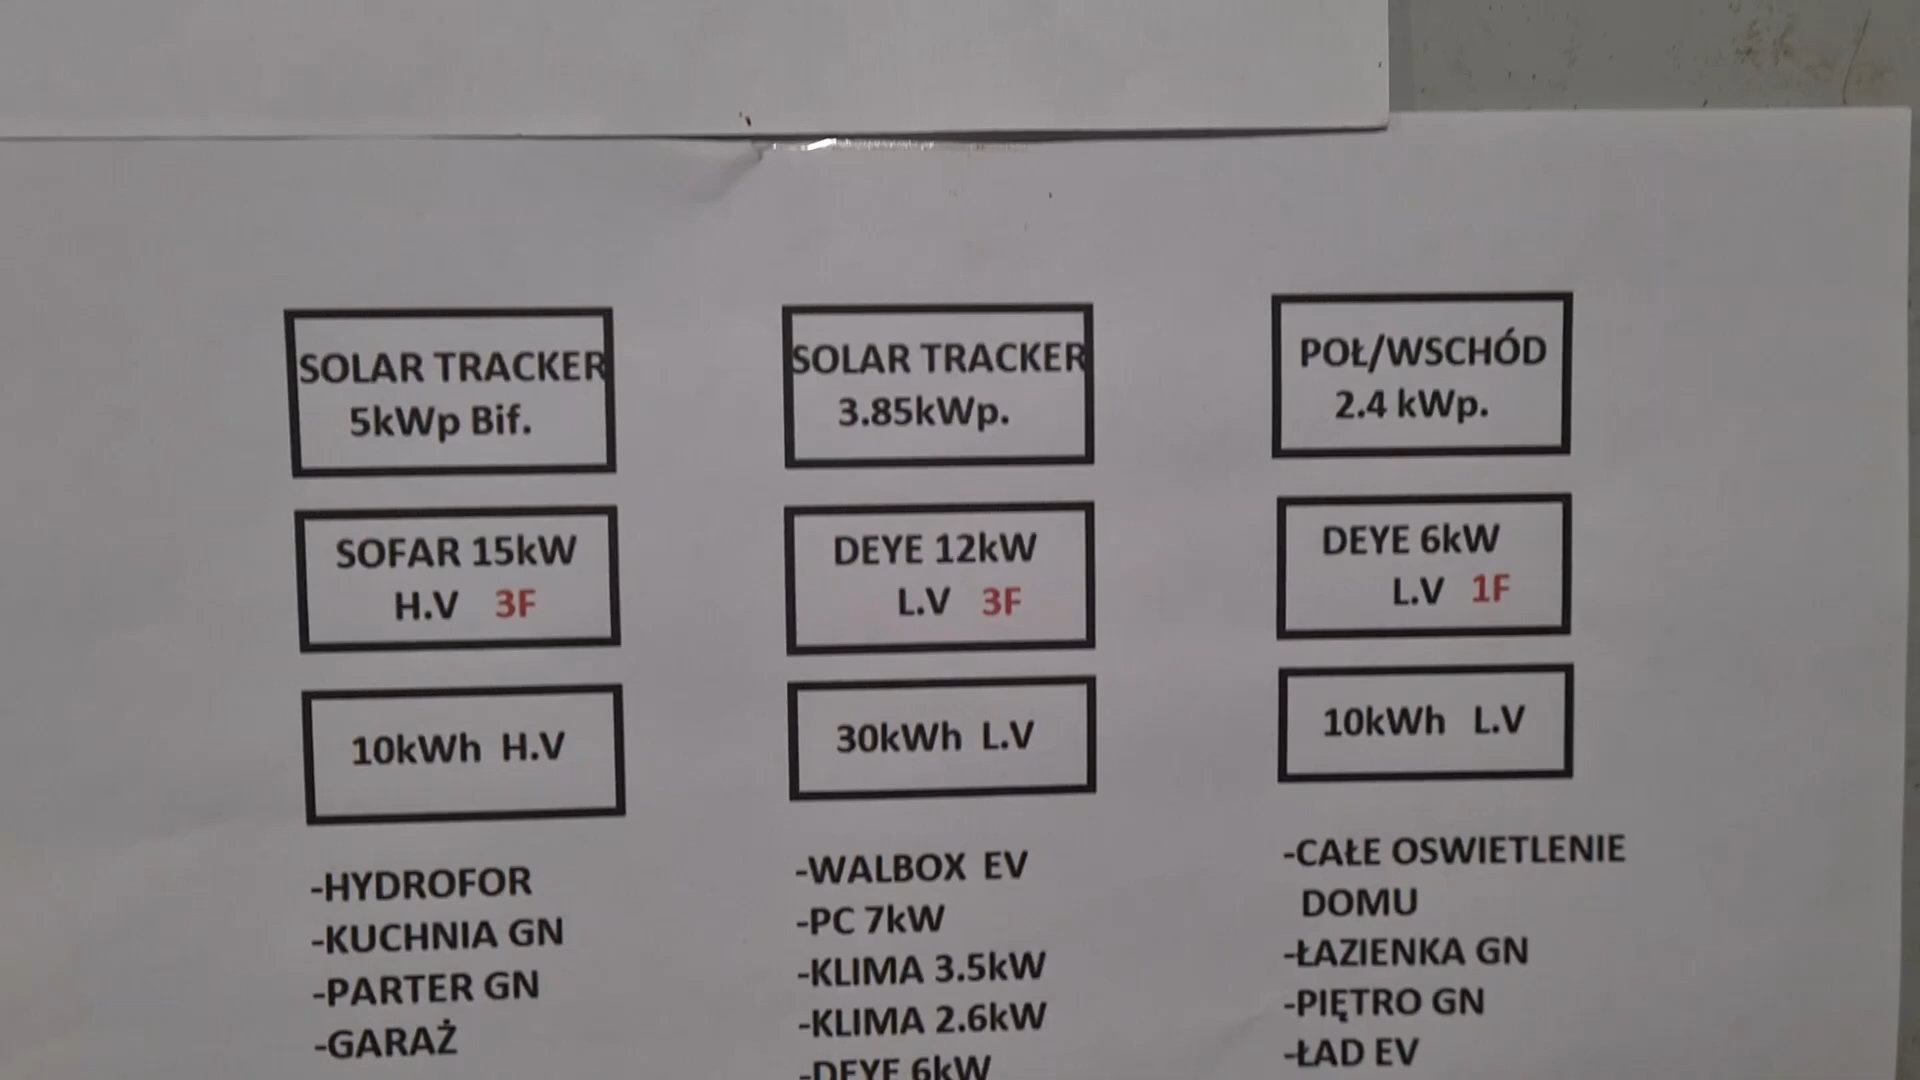 SOLAR TRACKER
5kWp Bif.
SOFAR 15kW
H.V 3F
10kWh H.V
-HYDROFOR
-KUCHNIA GN
-PARTER GN
-GARAŻ
SOLAR TRACKER
3.85kWp.
DEYE 12kW
L.V 3F
30kWh L.V
-WALBOX EV
-PC 7kW
-KLIMA 3.5kW
-KLIMA 2.6kW
-DEYE 6kW
POŁ/WSCHÓD
2.4 kWp.
DEYE 6kW
L.V 1F
10kWh L.V
-CAŁE OSWIETLENIE
DOMU
-ŁAZIENKA GN
-PIĘTRO GN
-ŁAD EV